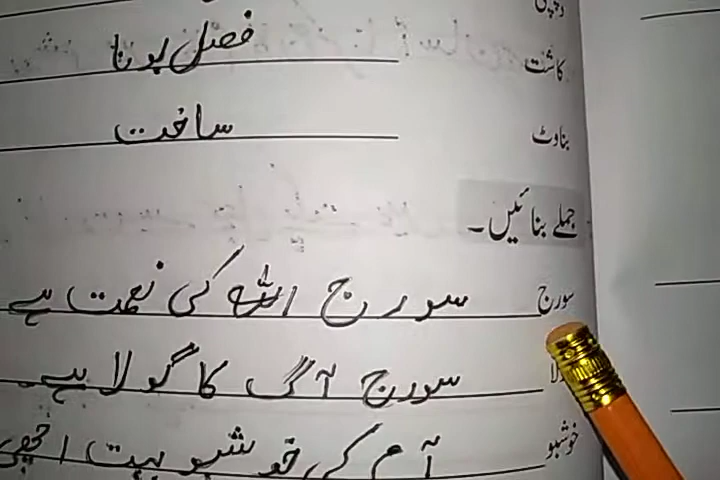 کاشت فصل بونا
بناوٹ ساخت
جملے بنائیں۔
سورج سورج اللہ کی نعمت ہے
سورج آگ کا گولا ہے۔
خوشبو آم کی خوشبو بہت اچھی